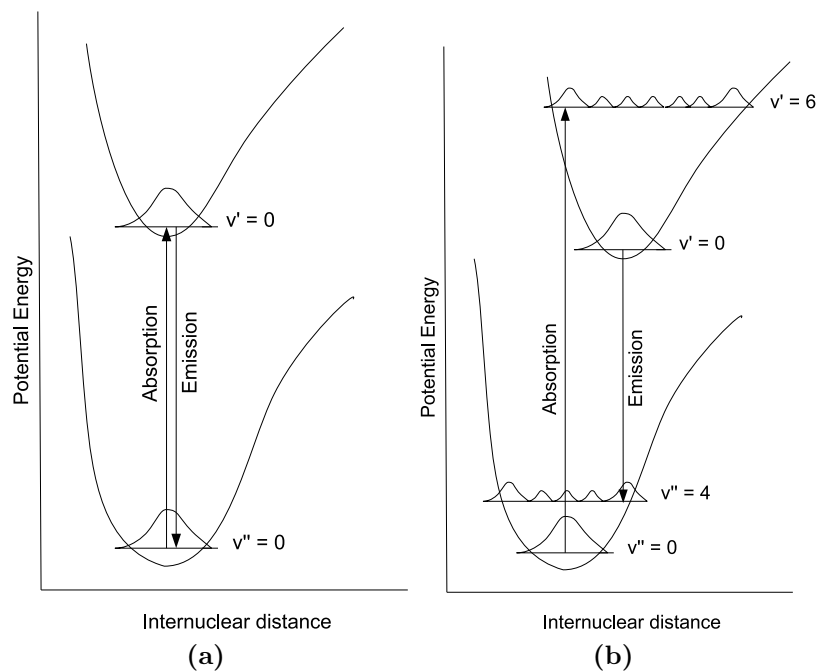 Potential Energy
Absorption
Emission
v' = 0
v" = 0
Internuclear distance
(a)
Potential Energy
Absorption
Emission
v' = 6
v' = 0
v" = 4
v" = 0
Internuclear distance
(b)